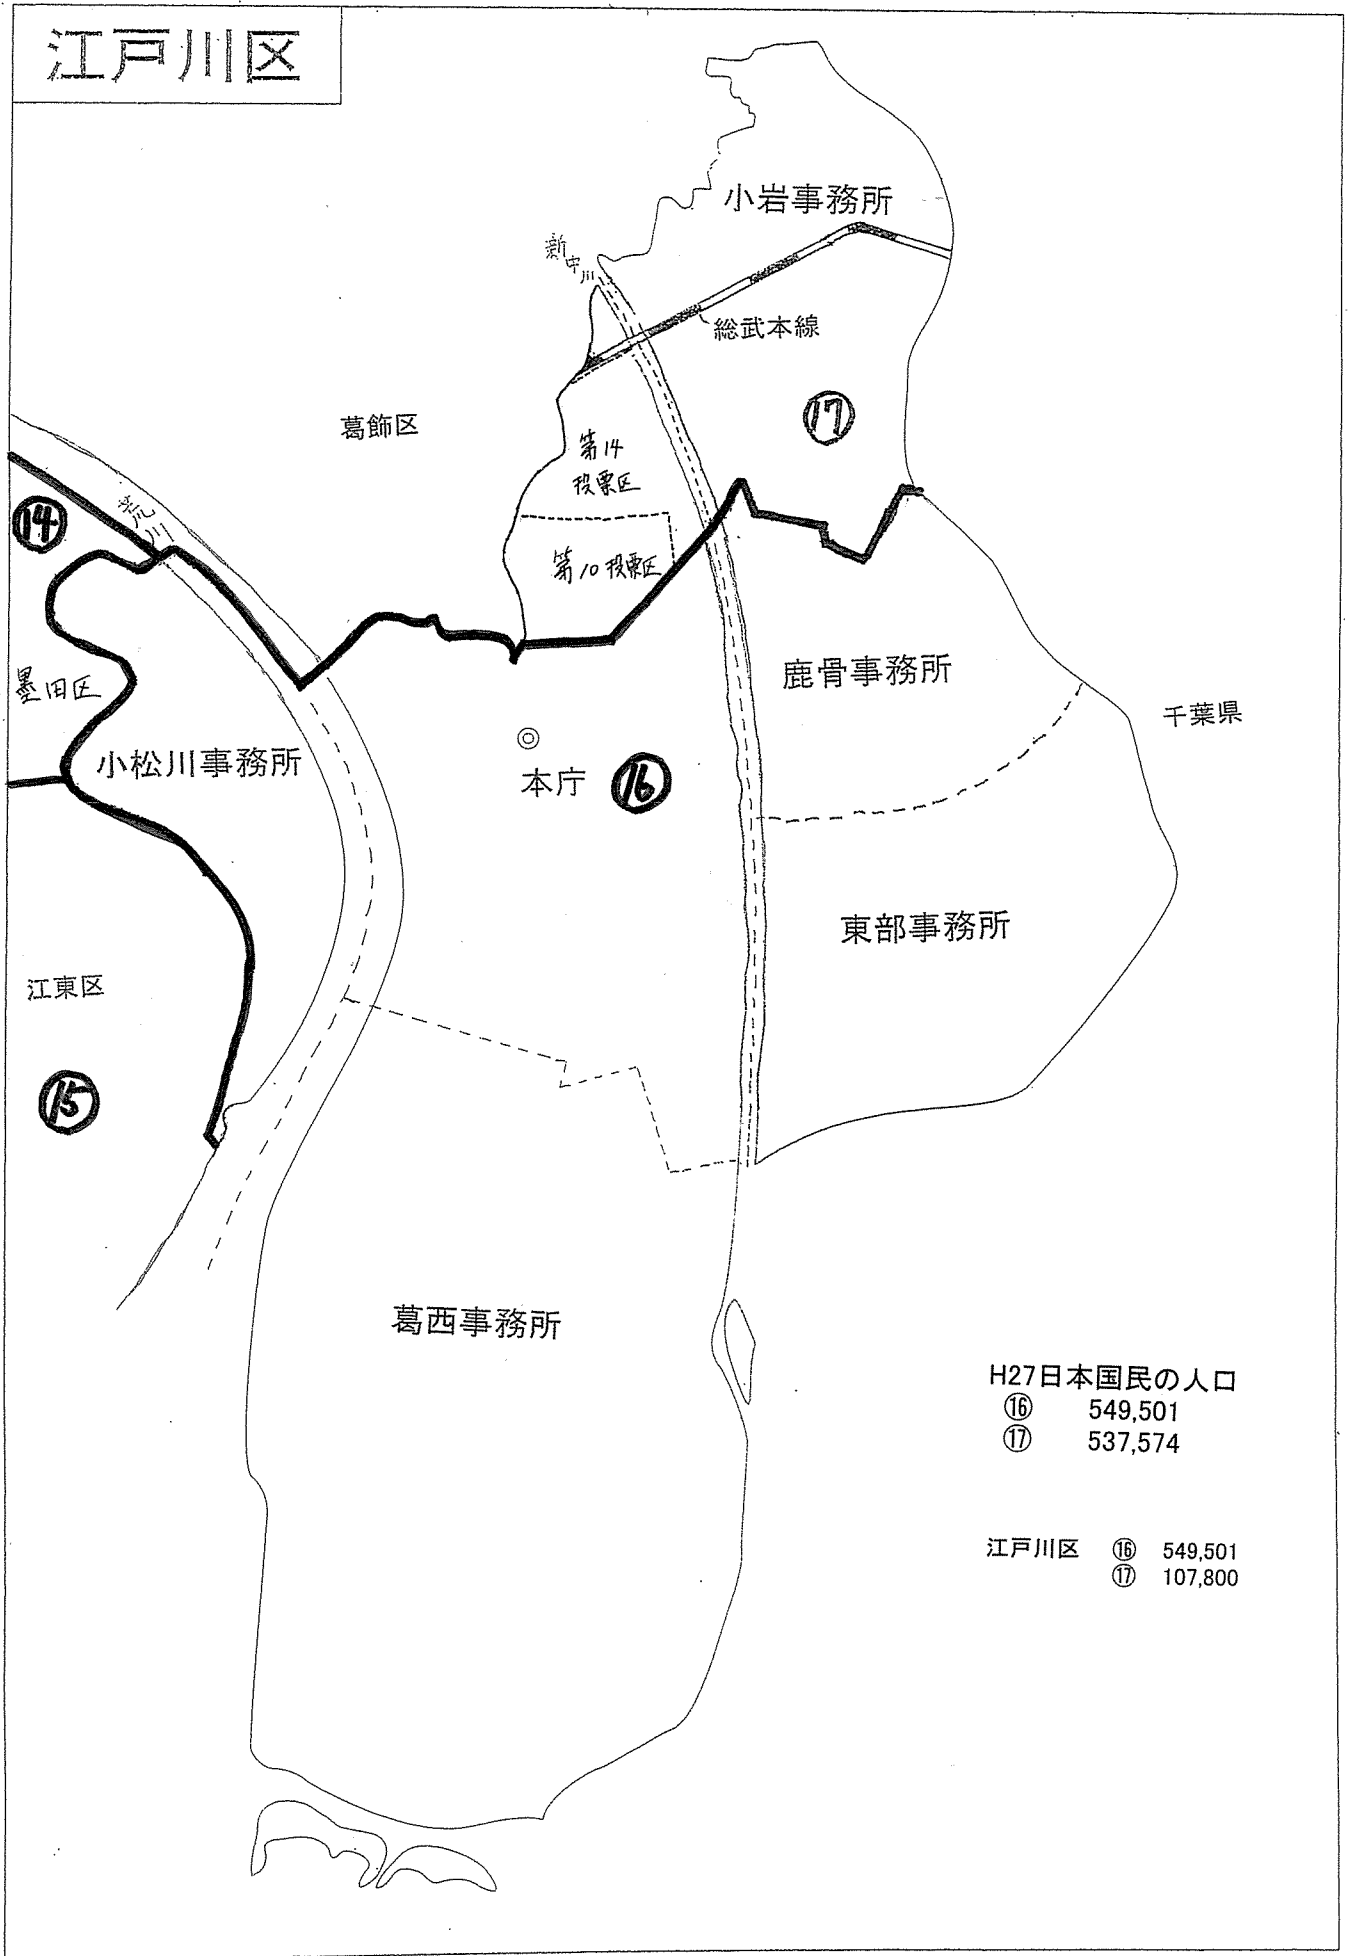 江戸川区
小岩事務所
新中川
総武本線
⑰
葛飾区
第14
投票区
⑭
荒川
第10投票区
墨田区
鹿骨事務所
千葉県
小松川事務所
本庁
⑯
東部事務所
江東区
⑮
葛西事務所
H27日本国民の人口
⑯ 549,501
⑰ 537,574
江戸川区 ⑯ 549,501
⑰ 107,800